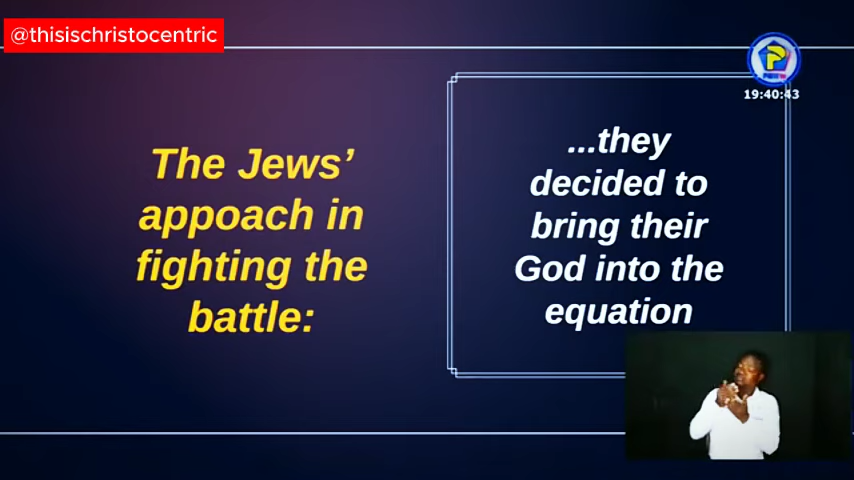 @thisischristocentric
19:40:43
The Jews’
appoach in
fighting the
battle:
...they
decided to
bring their
God into the
equation